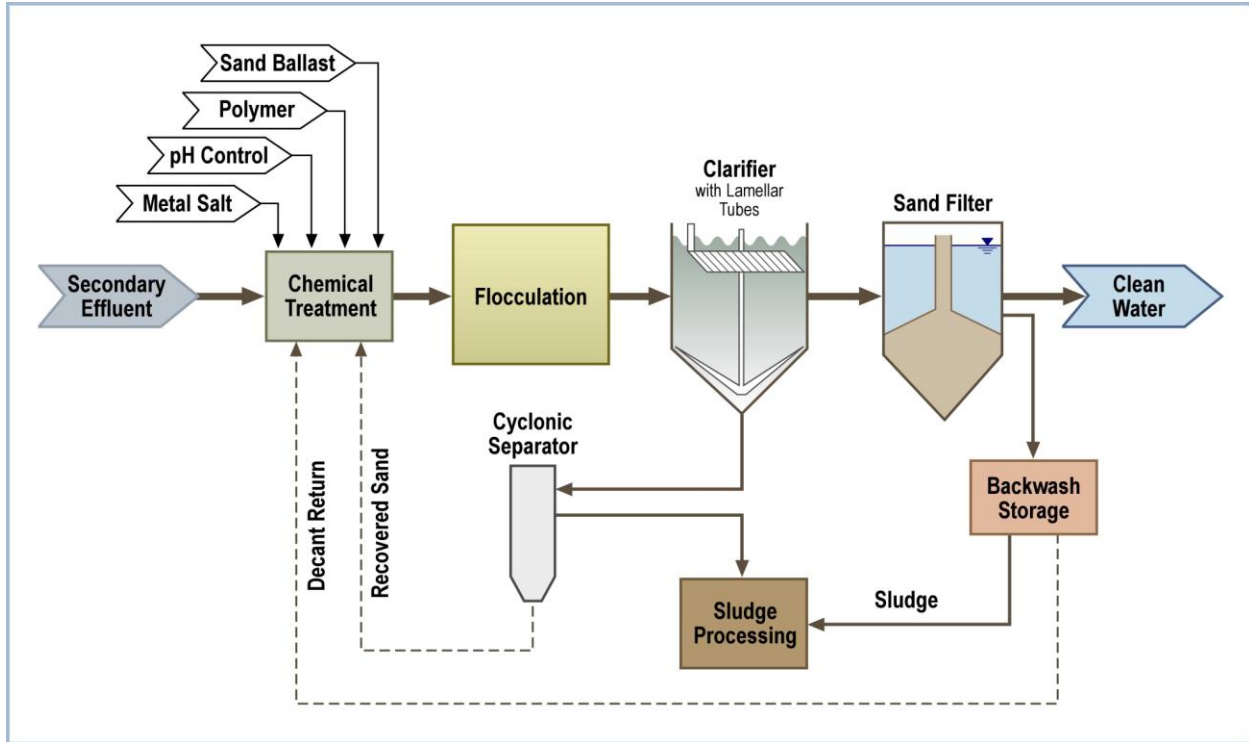 Sand Ballast
Polymer
pH Control
Metal Salt
Secondary
Effluent
Chemical
Treatment
Flocculation
Clarifier
with Lamellar
Tubes
Sand Filter
Clean
Water
Cyclonic
Separator
Decant Return
Recovered Sand
Backwash
Storage
Sludge
Processing
Sludge